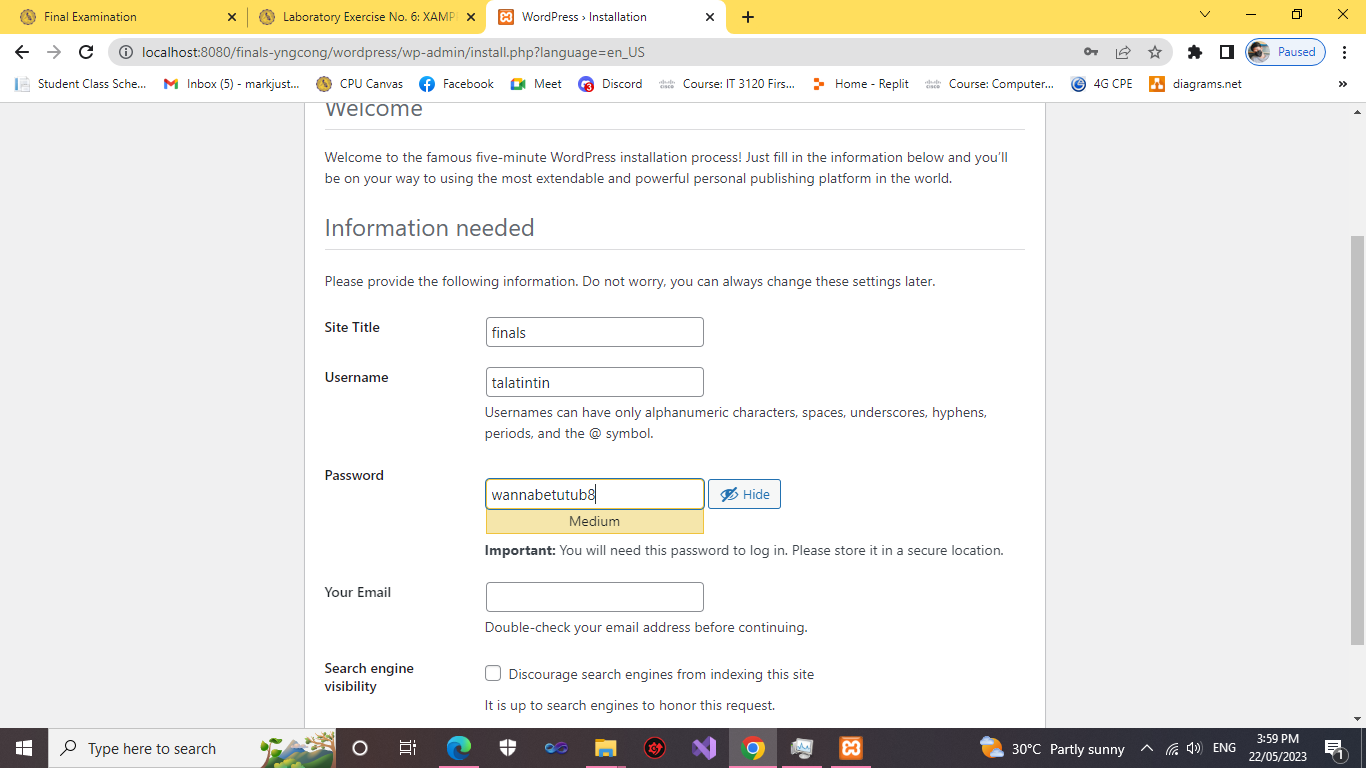 Final Examination
Laboratory Exercise No. 6: XAMP
WordPress › Installation
localhost:8080/finals-yngcong/wordpress/wp-admin/install.php?language=en_US
Paused
Student Class Sche...
Inbox (5) - markjust...
CPU Canvas
Facebook
Meet
Discord
Course: IT 3120 Firs...
Home - Replit
Course: Computer...
4G CPE
diagrams.net
»
Welcome
Welcome to the famous five-minute WordPress installation process! Just fill in the information below and you’ll
be on your way to using the most extendable and powerful personal publishing platform in the world.
Information needed
Please provide the following information. Do not worry, you can always change these settings later.
Site Title
finals
Username
talatintin
Usernames can have only alphanumeric characters, spaces, underscores, hyphens,
periods, and the @ symbol.
Password
wannabetutub8
Hide
Medium
Important: You will need this password to log in. Please store it in a secure location.
Your Email
Double-check your email address before continuing.
Search engine
visibility
Discourage search engines from indexing this site
It is up to search engines to honor this request.
Type here to search
30°C Partly sunny
ENG
3:59 PM
22/05/2023
1